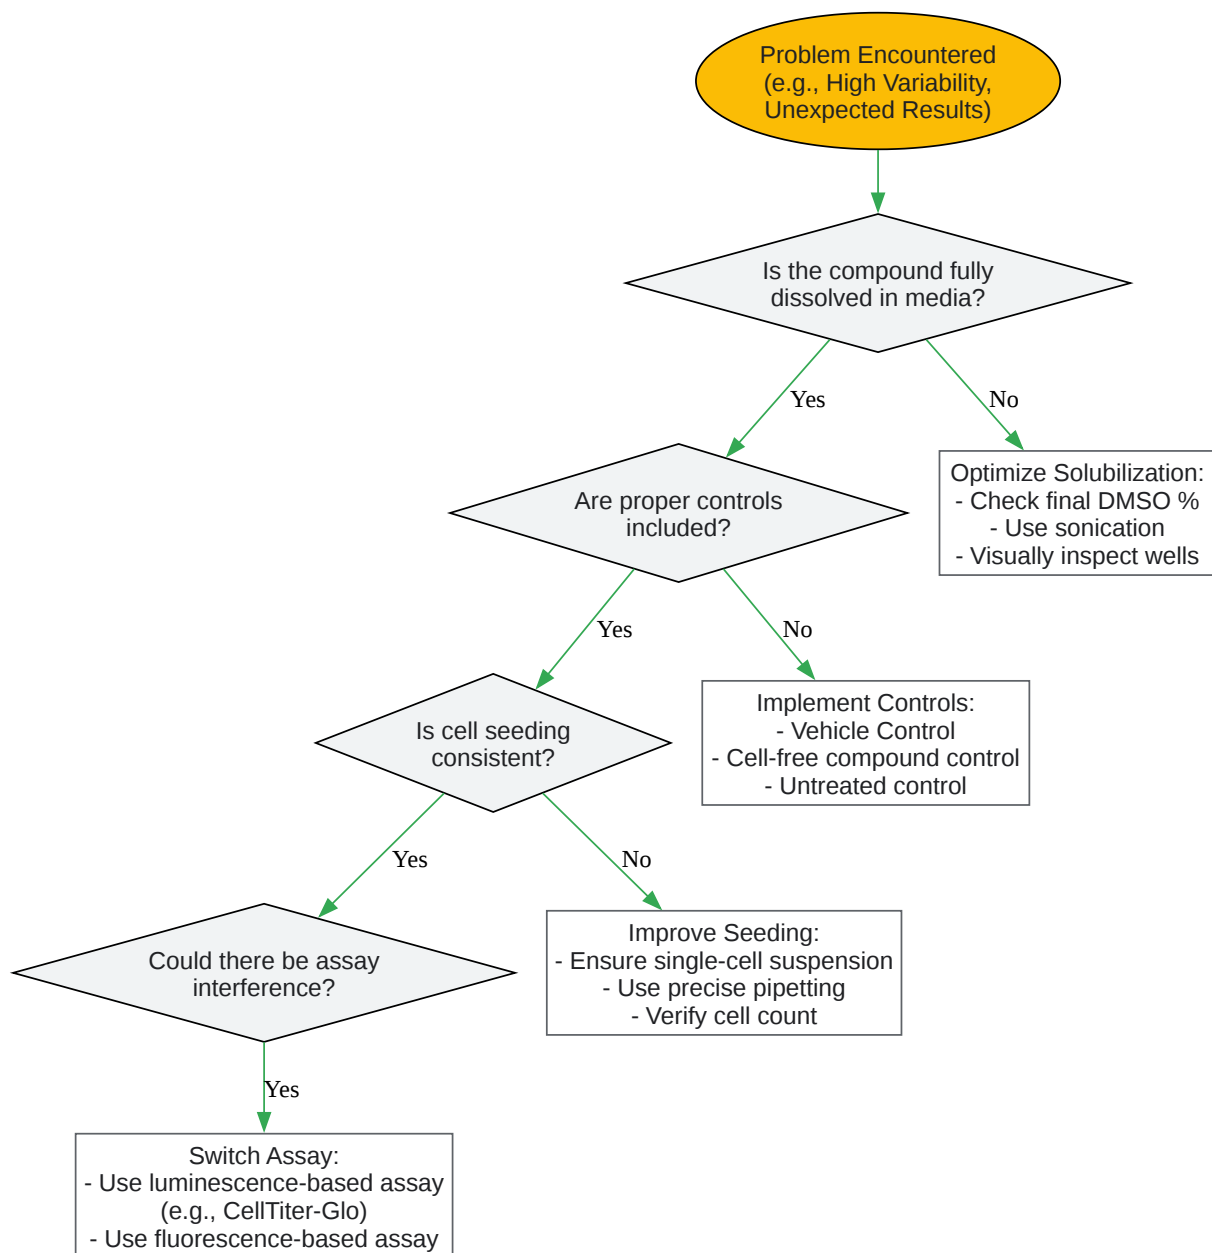 Problem Encountered
(e.g., High Variability,
Unexpected Results)
Is the compound fully
dissolved in media?
Yes
No
Are proper controls
included?
Optimize Solubilization:
- Check final DMSO %
- Use sonication
- Visually inspect wells
Yes
No
Is cell seeding
consistent?
Implement Controls:
- Vehicle Control
- Cell-free compound control
- Untreated control
Yes
No
Could there be assay
interference?
Improve Seeding:
- Ensure single-cell suspension
- Use precise pipetting
- Verify cell count
Yes
Switch Assay:
- Use luminescence-based assay
(e.g., CellTiter-Glo)
- Use fluorescence-based assay